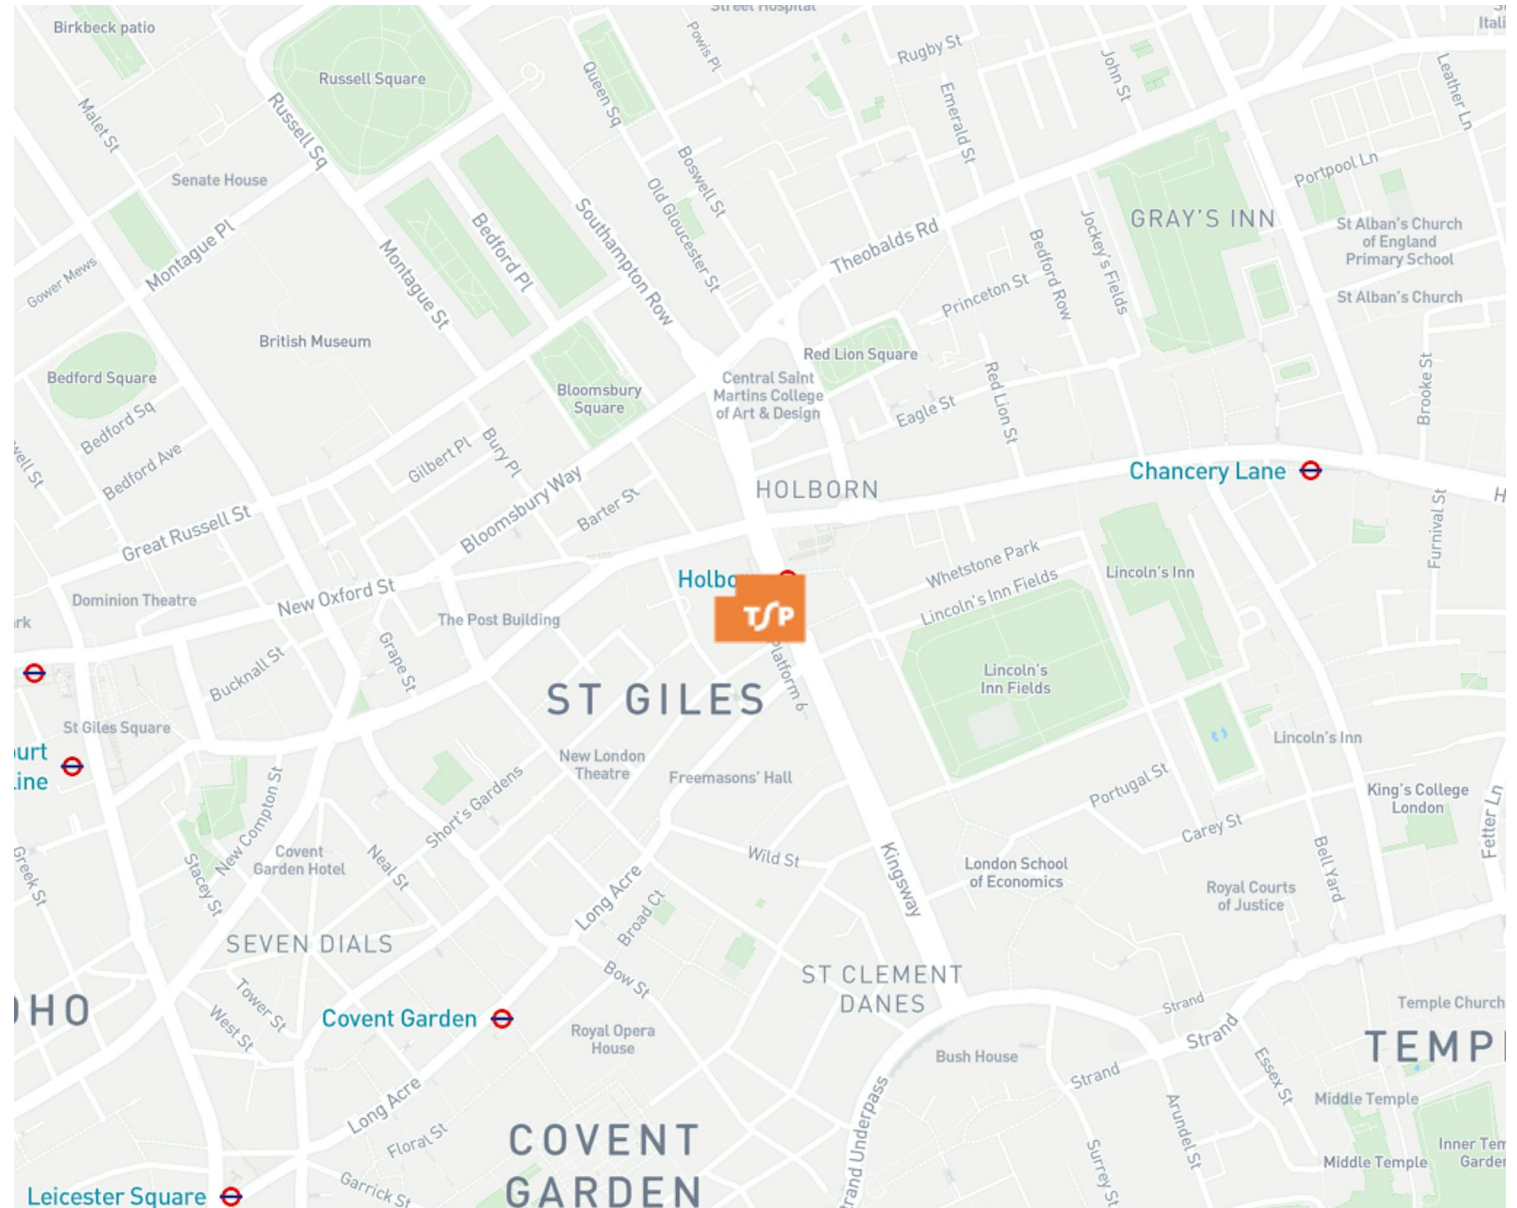 Street Hospital
Birkbeck patio
Russell Square
Queen Sq
Powis Pl
Rugby St
John St
Leather Ln
Malet St
Russell Sq
Emerald St
Senate House
Boswell St
Portpool Ln
Old Gloucester St
Southampton Row
Bedford Pl
Montague Pl
Montague St
Gower Mews
Theobalds Rd
Jockey's Fields
GRAY'S INN
St Alban's Church
of England
Primary School
Bedford Row
Princeton St
St Alban's Church
British Museum
Bedford Square
Bloomsbury
Square
Red Lion Square
Central Saint
Martins College
of Art & Design
Red Lion St
Eagle St
Brooke St
Bedford Sq
Bedford Ave
Gilbert Pl
Bury Pl
Chancery Lane
HOLBORN
Bloomsbury Way
Barter St
Great Russell St
Furnival St
Whetstone Park
Lincoln's Inn Fields
Lincoln's Inn
Holbo
TSP
New Oxford St
Dominion Theatre
The Post Building
Grape St
Bucknall St
Platform 6
Lincoln's
Inn Fields
ST GILES
St Giles Square
Lincoln's Inn
New London
Theatre
Freemasons' Hall
urt
Line
New Compton St
Short's Gardens
Portugal St
King's College
London
Fetter Ln
Carey St
Covent
Garden Hotel
Neal St
Wild St
Kingsway
London School
of Economics
Bell Yard
Royal Courts
of Justice
Greek St
Stacey St
Long Acre
Broad Ct
SEVEN DIALS
Bow St
ST CLEMENT
DANES
Tower St
West St
Covent Garden
Royal Opera
House
Strand
Strand
Temple Church
Bush House
Strand
Essex St
Middle Temple
Long Acre
Floral St
COVENT
GARDEN
Arundel St
Surrey St
Middle Temple
Garrick St
Leicester Square